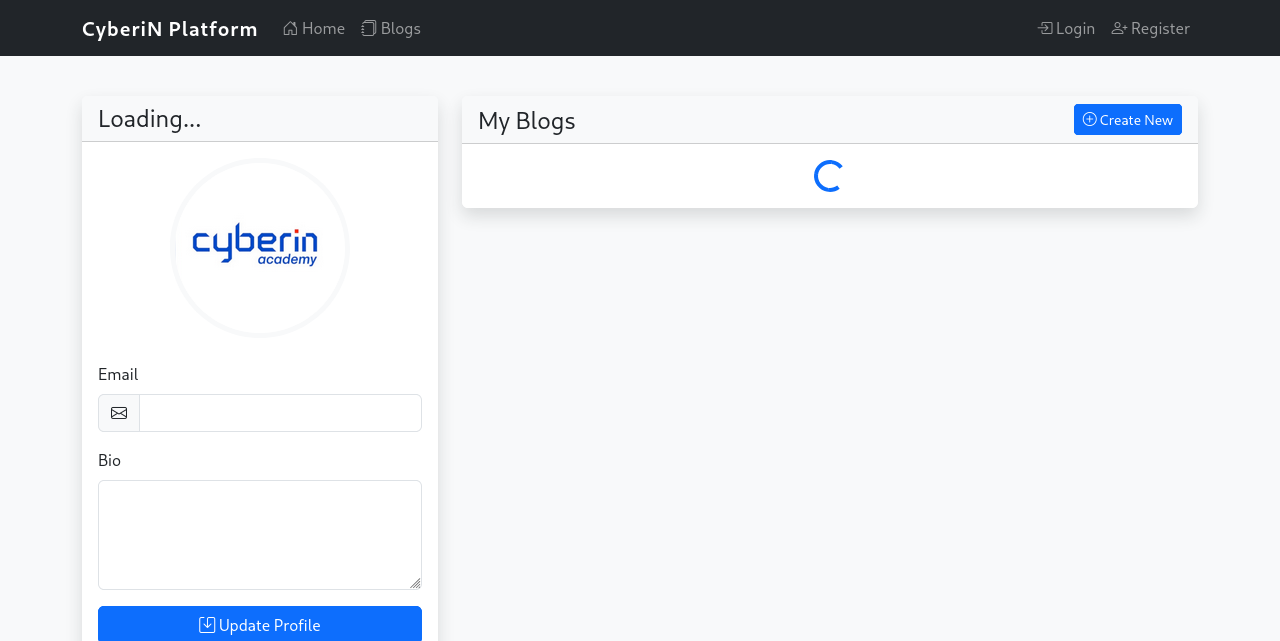 CyberiN Platform Home Blogs Login Register
Loading...
cyberin
academy
Email
Bio
Update Profile
My Blogs
Create New